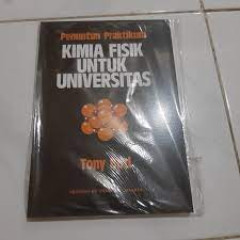 Penuntun Praktikum
KIMIA FISIK
UNTUK
UNIVERSITAS
Tony